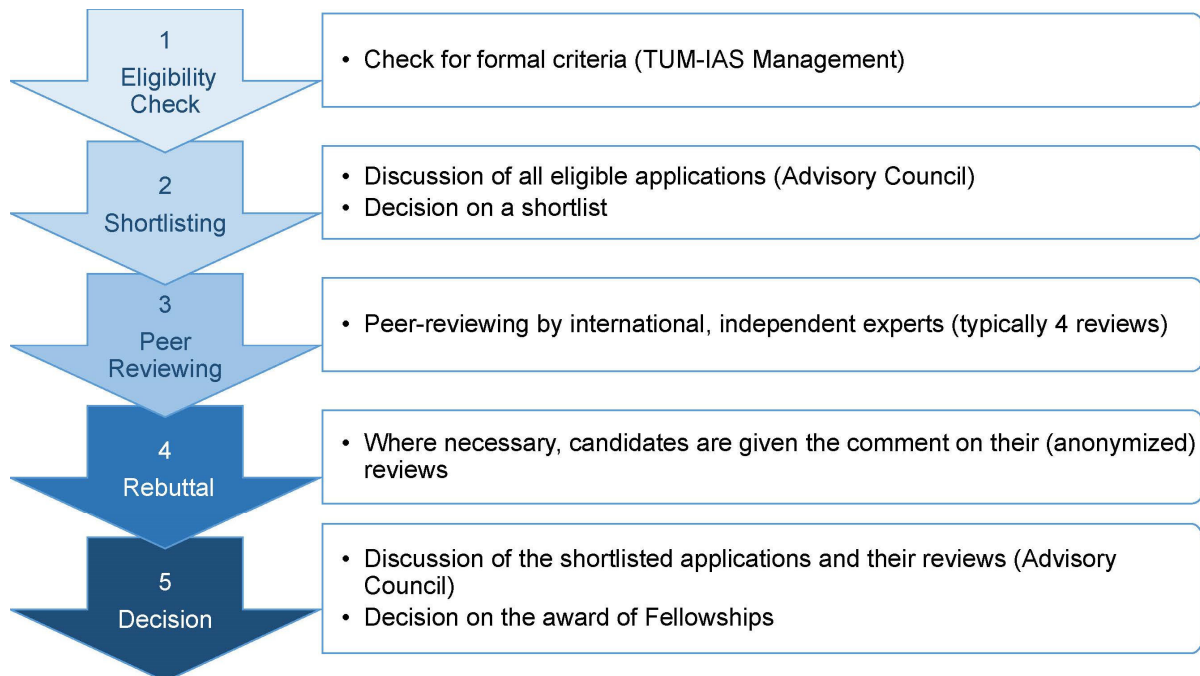 1
Eligibility
Check
• Check for formal criteria (TUM-IAS Management)
2
Shortlisting
• Discussion of all eligible applications (Advisory Council)
• Decision on a shortlist
3
Peer
Reviewing
• Peer-reviewing by international, independent experts (typically 4 reviews)
4
Rebuttal
• Where necessary, candidates are given the comment on their (anonymized)
reviews
5
Decision
• Discussion of the shortlisted applications and their reviews (Advisory
Council)
• Decision on the award of Fellowships